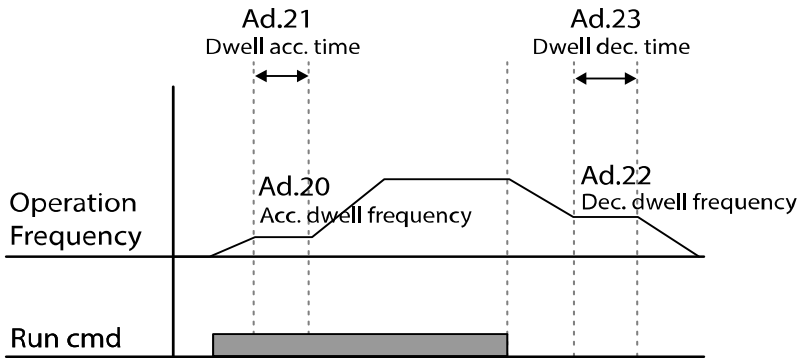 Ad.21
Dwell acc. time
Ad.23
Dwell dec. time
Ad.20
Acc. dwell frequency
Ad.22
Dec. dwell frequency
Operation
Frequency
Run cmd